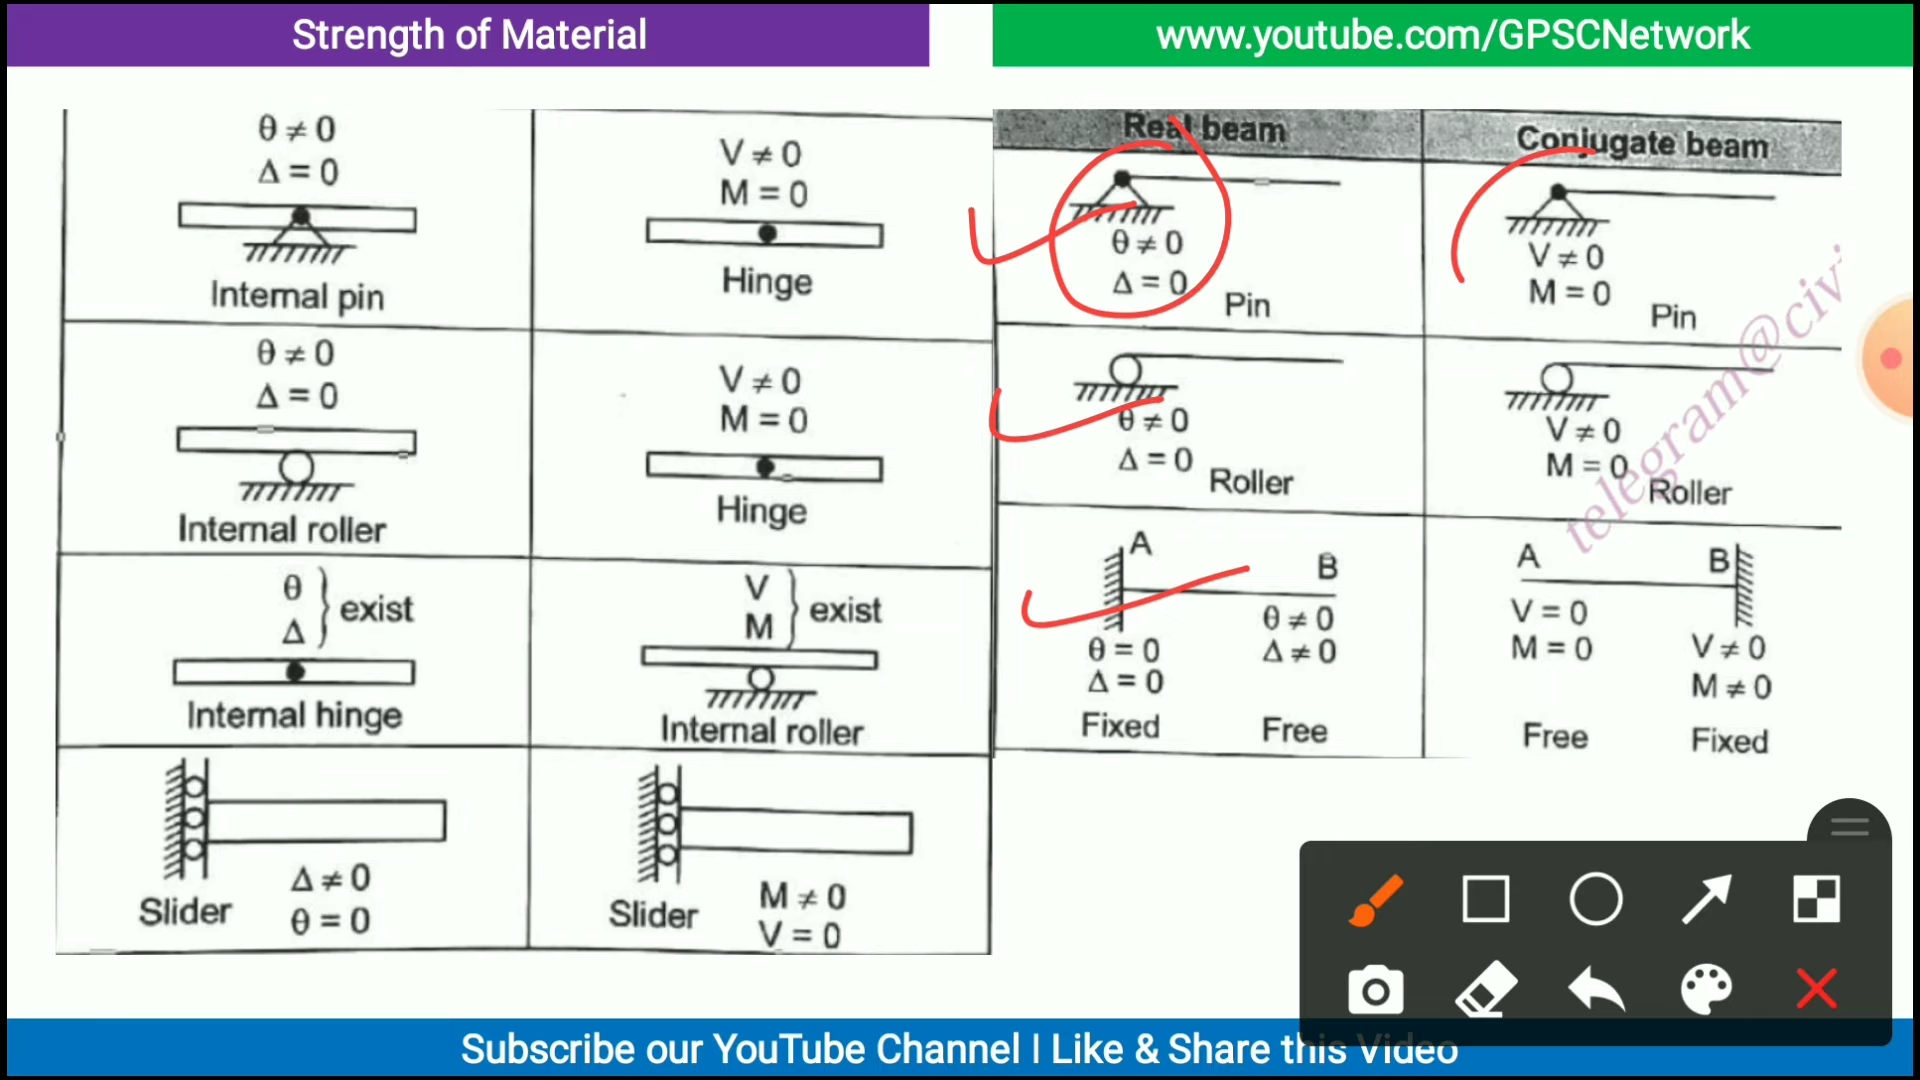 Strength of Material
www.youtube.com/GPSCNetwork
θ ≠ 0
Δ = 0
Internal pin
V ≠ 0
M = 0
Hinge
θ ≠ 0
Δ = 0
Internal roller
V ≠ 0
M = 0
Hinge
θ
Δ
exist
Internal hinge
V
M
exist
Internal roller
Slider
Δ ≠ 0
θ = 0
Slider
M ≠ 0
V = 0
Real beam
Conjugate beam
θ ≠ 0
Δ = 0
Pin
V ≠ 0
M = 0
Pin
θ ≠ 0
Δ = 0
Roller
V ≠ 0
M = 0
Roller
A
B
θ = 0
Δ = 0
Fixed
θ ≠ 0
Δ ≠ 0
Free
A
B
V = 0
M = 0
Free
V ≠ 0
M ≠ 0
Fixed
telegram@civi
Subscribe our YouTube Channel | Like & Share this Video